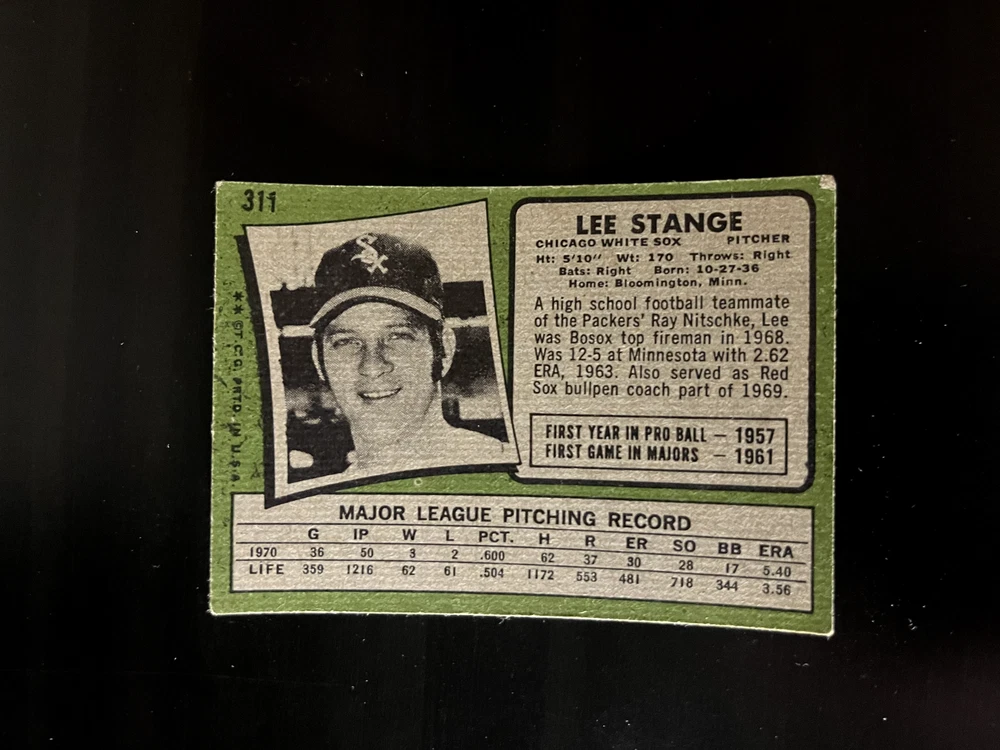 311
LEE STANGE
CHICAGO WHITE SOX PITCHER
Ht: 5'10" Wt: 170 Throws: Right
Bats: Right Born: 10-27-36
Home: Bloomington, Minn.
A high school football teammate
of the Packers' Ray Nitschke, Lee
was Bosox top fireman in 1968.
Was 12-5 at Minnesota with 2.62
ERA, 1963. Also served as Red
Sox bullpen coach part of 1969.
FIRST YEAR IN PRO BALL — 1957
FIRST GAME IN MAJORS — 1961
Sox
**©T.C.G. PRTD. IN U.S.A.
MAJOR LEAGUE PITCHING RECORD
G IP W L PCT. H R ER SO BB ERA
1970 36 50 3 2 .600 62 37 30 28 17 5.40
LIFE 359 1216 62 61 .504 1172 553 481 718 344 3.56